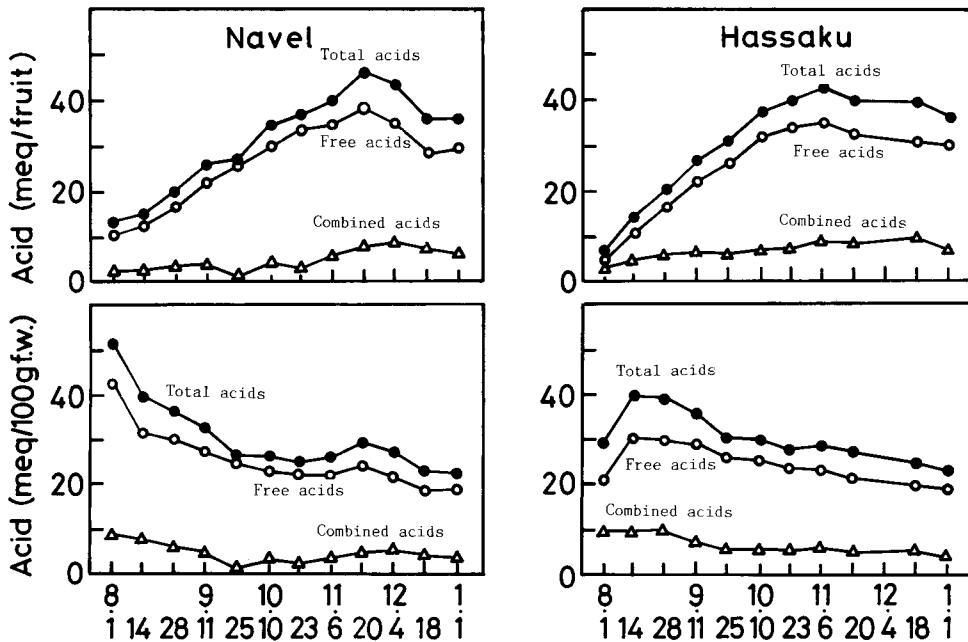 Navel
Total acids
Free acids
Combined acids
Acid (meq/fruit)
40
20
0
Hassaku
Total acids
Free acids
Combined acids
40
20
0
Acid (meq/100gf.w.)
40
20
0
Total acids
Free acids
Combined acids
40
20
0
Total acids
Free acids
Combined acids
8 9 10 11 12 1
1 14 28 11 25 10 23 6 20 4 18 1
8 9 10 11 12 1
1 14 28 11 25 10 23 6 20 4 18 1